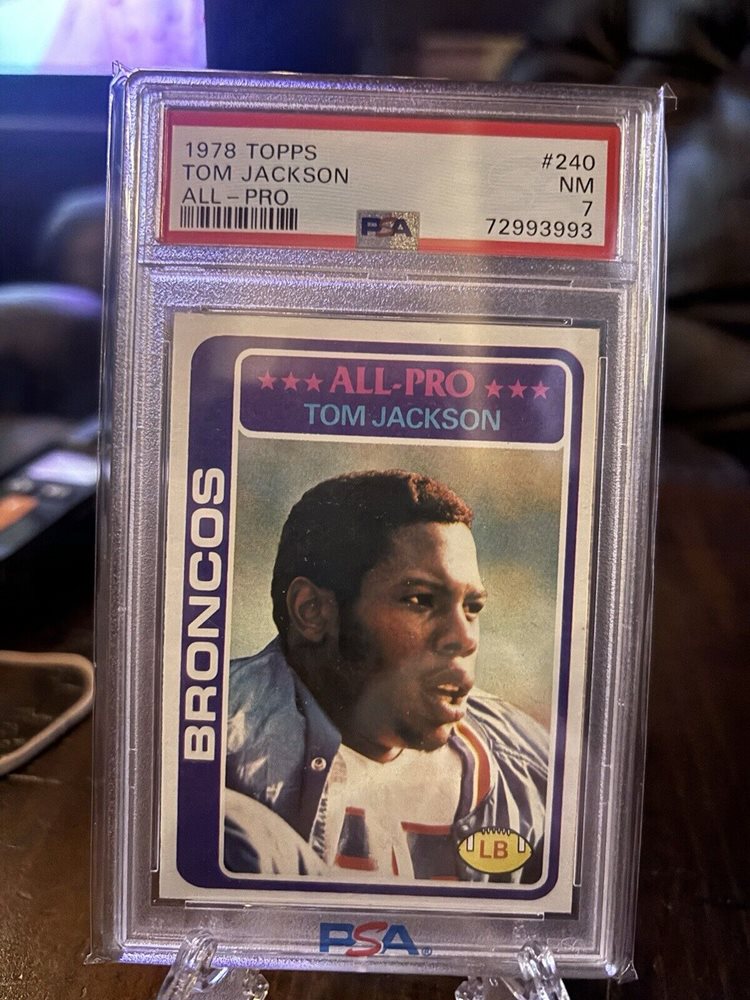 1978 TOPPS #240
TOM JACKSON NM
ALL-PRO 7
PSA 72993993
★★★ ALL-PRO ★★★
TOM JACKSON
BRONCOS
LB
PSA®